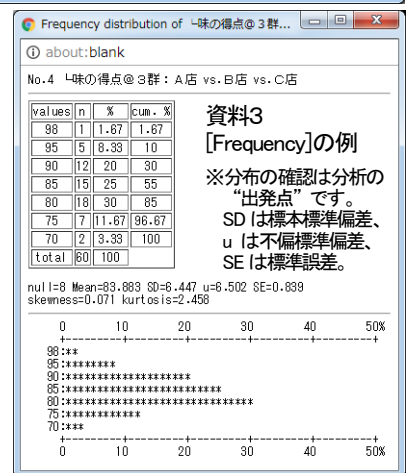 Frequency distribution of ┗味の得点@３群...
about:blank
No.4 ┗味の得点@３群：Ａ店 vs.Ｂ店 vs.Ｃ店
values n % cum. %
98 1 1.67 1.67
95 5 8.33 10
90 12 20 30
85 15 25 55
80 18 30 85
75 7 11.67 96.67
70 2 3.33 100
total 60 100
資料3
[Frequency]の例
※分布の確認は分析の
“出発点”です。
SD は標本標準偏差、
u は不偏標準偏差、
SE は標準誤差。
null=8 Mean=83.883 SD=6.447 u=6.502 SE=0.839
skewness=0.071 kurtosis=2.458
0 10 20 30 40 50%
+---------+---------+---------+---------+---------+
98:**
95:********
90:********************
85:*************************
80:******************************
75:************
70:***
+---------+---------+---------+---------+---------+
0 10 20 30 40 50%